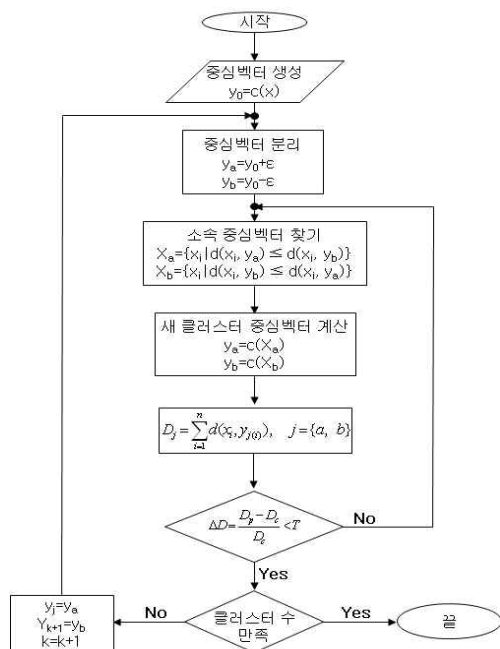 시작
중심벡터 생성
y₀=c(x)
중심벡터 분리
yₐ=y₀+ε
y_b=y₀-ε
소속 중심벡터 찾기
Xₐ={xᵢ|d(xᵢ, yₐ) ≤ d(xᵢ, y_b)}
X_b={xᵢ|d(xᵢ, y_b) ≤ d(xᵢ, yₐ)}
새 클러스터 중심벡터 계산
yₐ=c(Xₐ)
y_b=c(X_b)
D_j = ∑_{i=1}^{n} d(x_i, y_{j(i)}), j={a, b}
ΔD = (D_p − D_c)/D_c < T
No
Yes
클러스터 수
만족
No
Yes
y_j=yₐ
Y_{k+1}=y_b
k=k+1
끝